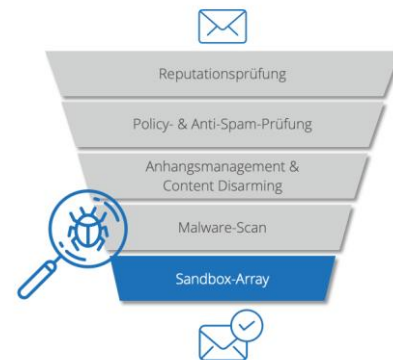 Reputationsprüfung
Policy- & Anti-Spam-Prüfung
Anhangsmanagement &
Content Disarming
Malware-Scan
Sandbox-Array